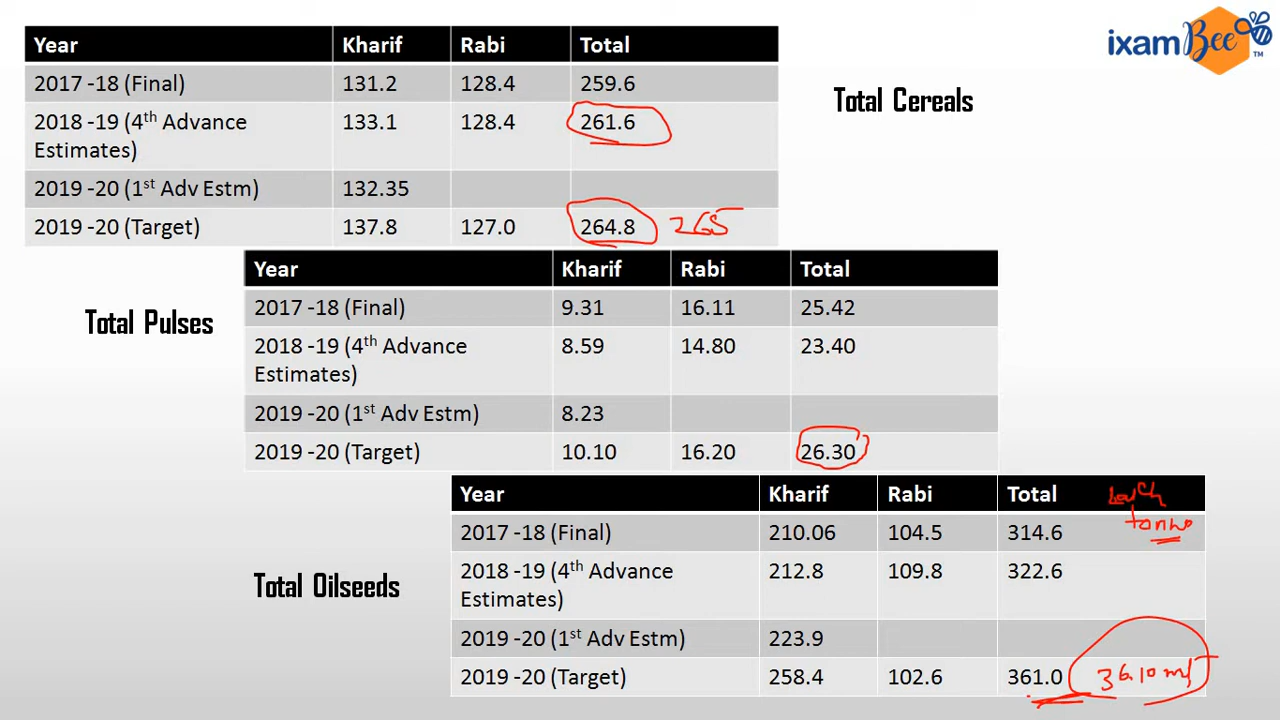 ixamBee™
Year Kharif Rabi Total
2017 -18 (Final) 131.2 128.4 259.6
2018 -19 (4th Advance Estimates) 133.1 128.4 261.6
2019 -20 (1st Adv Estm) 132.35
2019 -20 (Target) 137.8 127.0 264.8 265
Total Cereals
Total Pulses
Year Kharif Rabi Total
2017 -18 (Final) 9.31 16.11 25.42
2018 -19 (4th Advance Estimates) 8.59 14.80 23.40
2019 -20 (1st Adv Estm) 8.23
2019 -20 (Target) 10.10 16.20 26.30
Total Oilseeds
Year Kharif Rabi Total
tonne
2017 -18 (Final) 210.06 104.5 314.6
2018 -19 (4th Advance Estimates) 212.8 109.8 322.6
2019 -20 (1st Adv Estm) 223.9
2019 -20 (Target) 258.4 102.6 361.0 36.10 mt